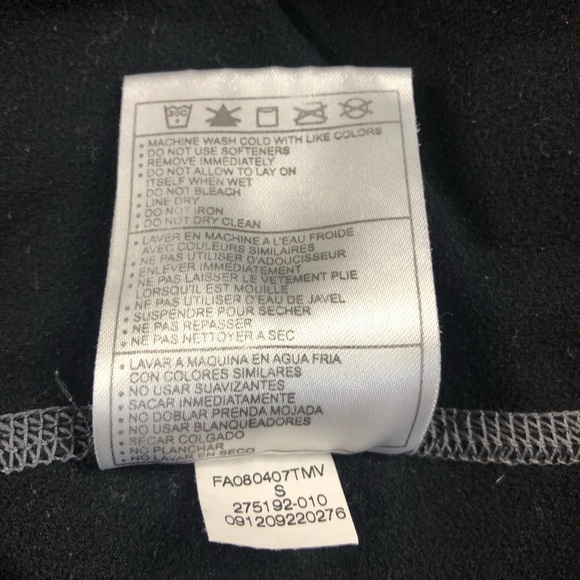 30C
• MACHINE WASH COLD WITH LIKE COLORS
• DO NOT USE SOFTENERS
• REMOVE IMMEDIATELY
• DO NOT ALLOW TO LAY ON
ITSELF WHEN WET
• DO NOT BLEACH
• LINE DRY
• DO NOT IRON
• DO NOT DRY CLEAN
• LAVER EN MACHINE A L'EAU FROIDE
AVEC COULEURS SIMILAIRES
• NE PAS UTILISER D'ADOUCISSEUR
• ENLEVER IMMEDIATEMENT
• NE PAS LAISSER LE VETEMENT PLIE
LORSQU'IL EST MOUILLE
• NE PAS UTILISER D'EAU DE JAVEL
• SUSPENDRE POUR SECHER
• NE PAS REPASSER
• NE PAS NETTOYER A SEC
• LAVAR A MAQUINA EN AGUA FRIA
CON COLORES SIMILARES
• NO USAR SUAVIZANTES
• SACAR INMEDIATAMENTE
• NO DOBLAR PRENDA MOJADA
• NO USAR BLANQUEADORES
• SECAR COLGADO
• NO PLANCHAR
• NO LAVAR EN SECO
FA080407TMV
S
275192-010
091209220276